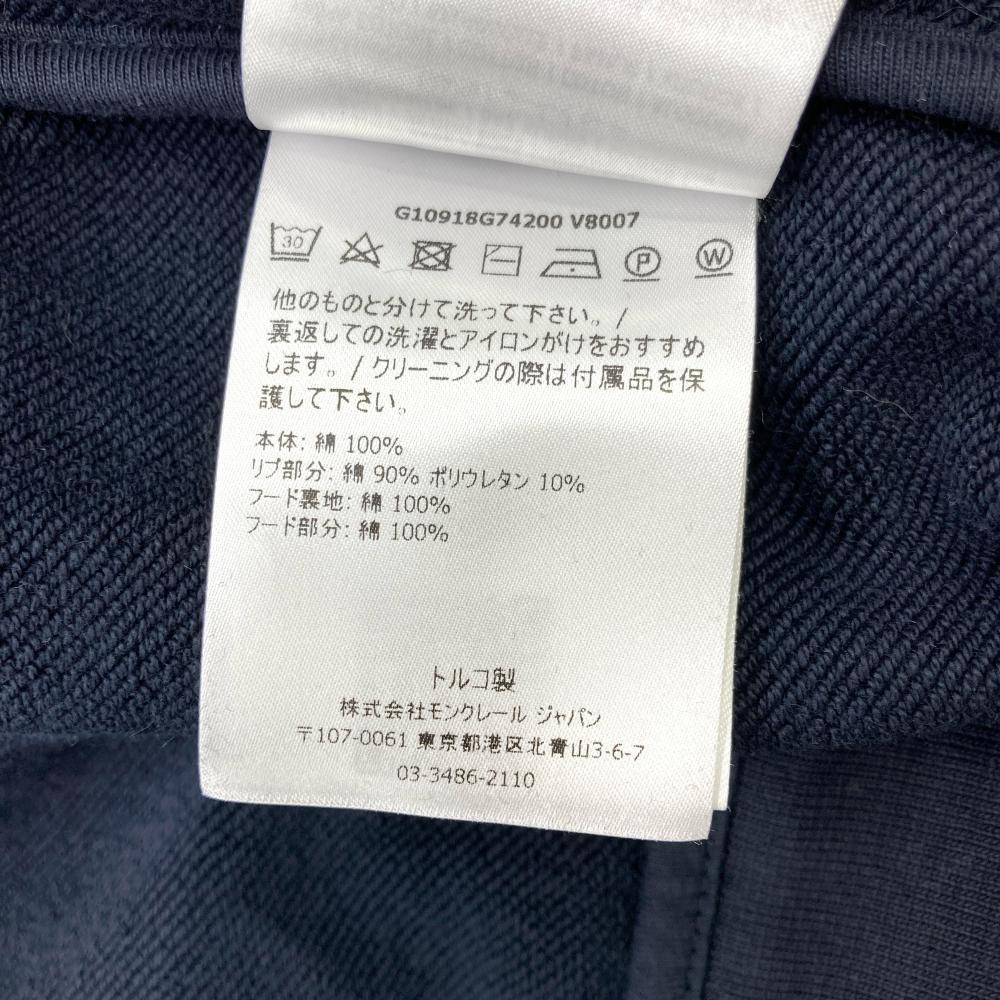 G10918G74200 V8007
30 P W
他のものと分けて洗って下さい。/
裏返しての洗濯とアイロンがけをおすすめ
します。/ クリーニングの際は付属品を保
護して下さい。
本体: 綿 100%
リブ部分: 綿 90% ポリウレタン 10%
フード裏地: 綿 100%
フード部分: 綿 100%
トルコ製
株式会社モンクレール ジャパン
〒107-0061 東京都港区北青山3-6-7
03-3486-2110